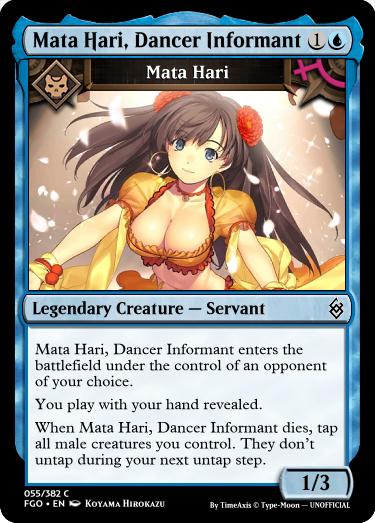 Mata Hari, Dancer Informant 1
Mata Hari
Legendary Creature — Servant
Mata Hari, Dancer Informant enters the
battlefield under the control of an opponent
of your choice.
You play with your hand revealed.
When Mata Hari, Dancer Informant dies, tap
all male creatures you control. They don't
untap during your next untap step.
1/3
055/382 C
FGO • EN Koyama Hirokazu
By TimeAxis © Type-Moon — UNOFFICIAL